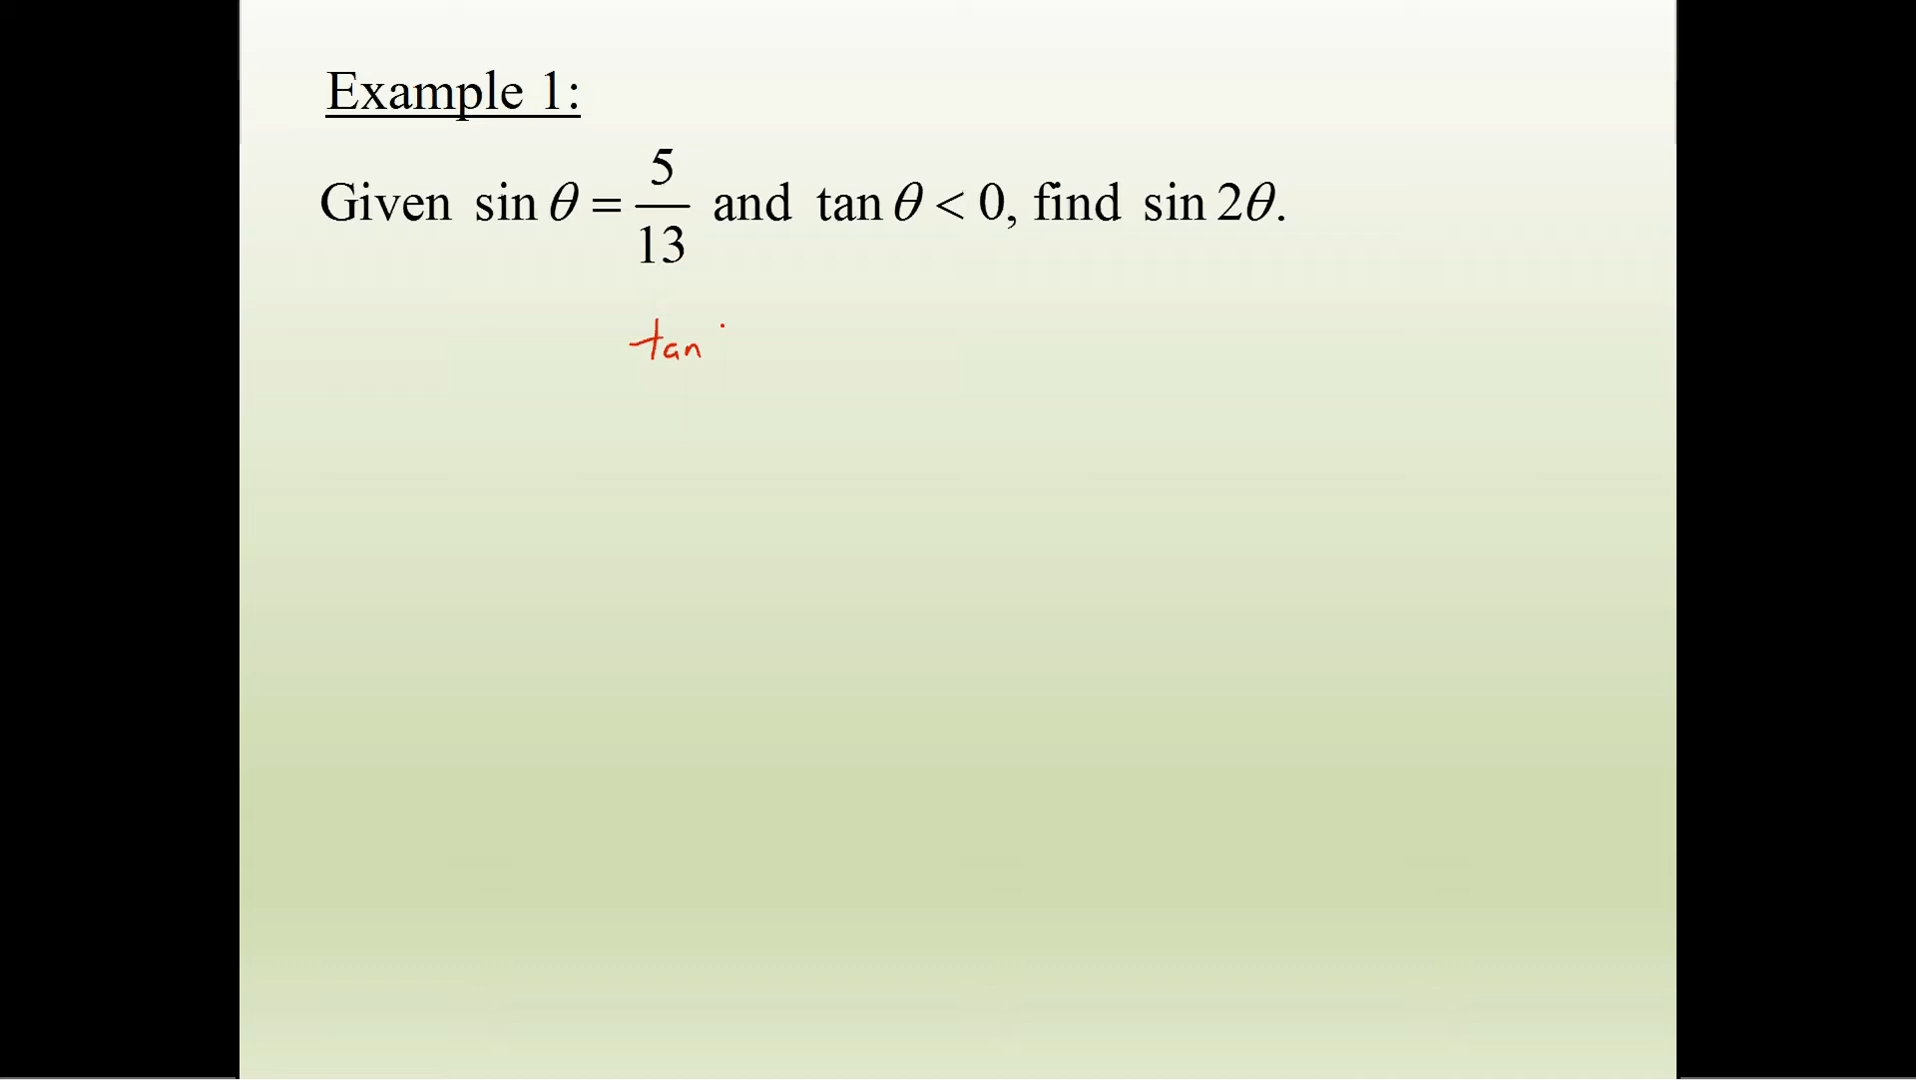 Example 1:
Given sin θ = 5/13 and tan θ < 0, find sin 2θ.
tan